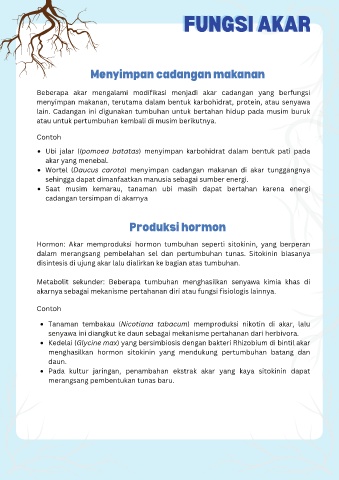 FUNGSI AKAR
Menyimpan cadangan makanan
Beberapa akar mengalami modifikasi menjadi akar cadangan yang berfungsi
menyimpan makanan, terutama dalam bentuk karbohidrat, protein, atau senyawa
lain. Cadangan ini digunakan tumbuhan untuk bertahan hidup pada musim buruk
atau untuk pertumbuhan kembali di musim berikutnya.
Contoh
• Ubi jalar (Ipomoea batatas) menyimpan karbohidrat dalam bentuk pati pada
akar yang menebal.
• Wortel (Daucus carota) menyimpan cadangan makanan di akar tunggangnya
sehingga dapat dimanfaatkan manusia sebagai sumber energi.
• Saat musim kemarau, tanaman ubi masih dapat bertahan karena energi
cadangan tersimpan di akarnya
Produksi hormon
Hormon: Akar memproduksi hormon tumbuhan seperti sitokinin, yang berperan
dalam merangsang pembelahan sel dan pertumbuhan tunas. Sitokinin biasanya
disintesis di ujung akar lalu dialirkan ke bagian atas tumbuhan.
Metabolit sekunder: Beberapa tumbuhan menghasilkan senyawa kimia khas di
akarnya sebagai mekanisme pertahanan diri atau fungsi fisiologis lainnya.
Contoh
• Tanaman tembakau (Nicotiana tabacum) memproduksi nikotin di akar, lalu
senyawa ini diangkut ke daun sebagai mekanisme pertahanan dari herbivora.
• Kedelai (Glycine max) yang bersimbiosis dengan bakteri Rhizobium di bintil akar
menghasilkan hormon sitokinin yang mendukung pertumbuhan batang dan
daun.
• Pada kultur jaringan, penambahan ekstrak akar yang kaya sitokinin dapat
merangsang pembentukan tunas baru.